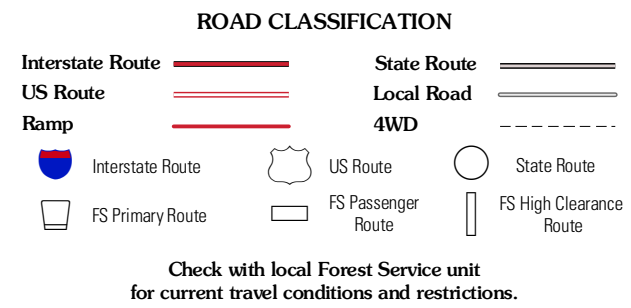 ROAD CLASSIFICATION
Interstate Route
State Route
US Route
Local Road
Ramp
4WD
Interstate Route
US Route
State Route
FS Primary Route
FS Passenger
Route
FS High Clearance
Route
Check with local Forest Service unit
for current travel conditions and restrictions.